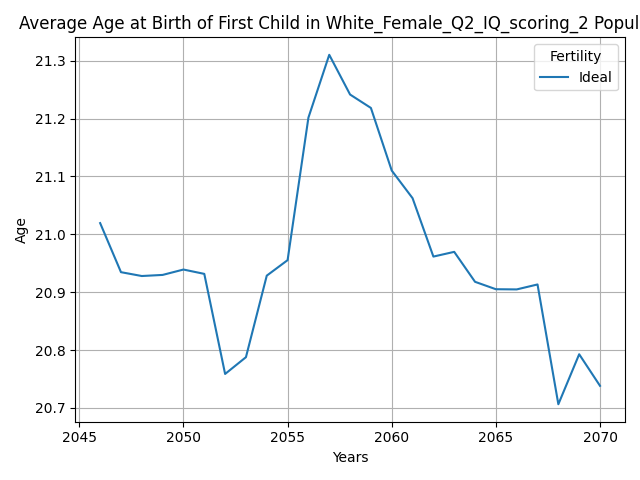 Average Age at Birth of First Child in White_Female_Q2_IQ_scoring_2 Popul
Fertility
Ideal
21.3
21.2
21.1
21.0
20.9
20.8
20.7
Age
2045 2050 2055 2060 2065 2070
Years